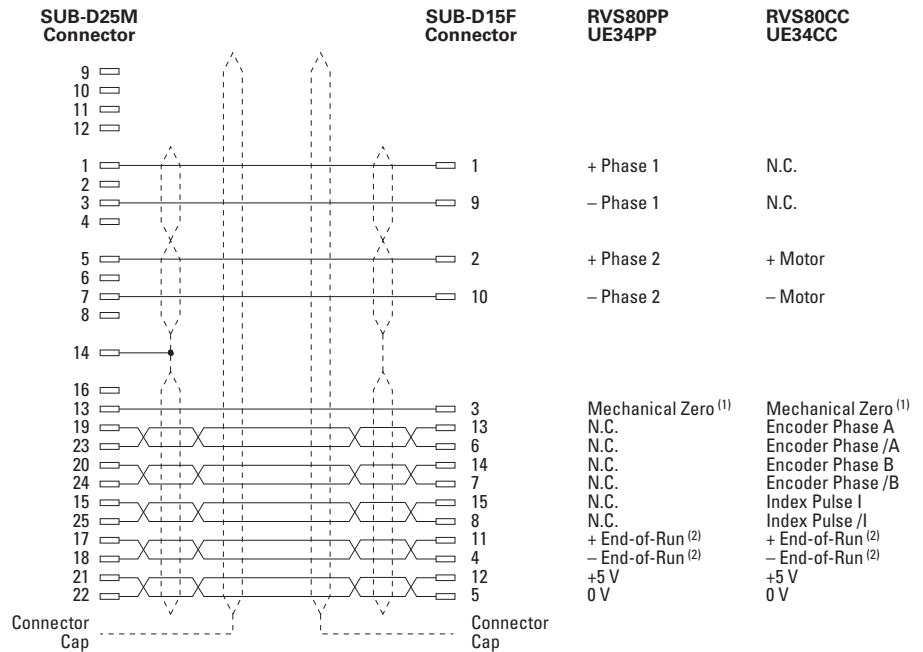 SUB-D25M Connector SUB-D15F Connector RVS80PP UE34PP RVS80CC UE34CC
9
10
11
12
1 1 + Phase 1 N.C.
2
3 9 – Phase 1 N.C.
4
5 2 + Phase 2 + Motor
6
7 10 – Phase 2 – Motor
8
14
16
13 3 Mechanical Zero (1) Mechanical Zero (1)
19 13 N.C. Encoder Phase A
23 6 N.C. Encoder Phase /A
20 14 N.C. Encoder Phase B
24 7 N.C. Encoder Phase /B
15 15 N.C. Index Pulse I
25 8 N.C. Index Pulse /I
17 11 + End-of-Run (2) + End-of-Run (2)
18 4 – End-of-Run (2) – End-of-Run (2)
21 12 +5 V +5 V
22 5 0 V 0 V
Connector Cap Connector Cap